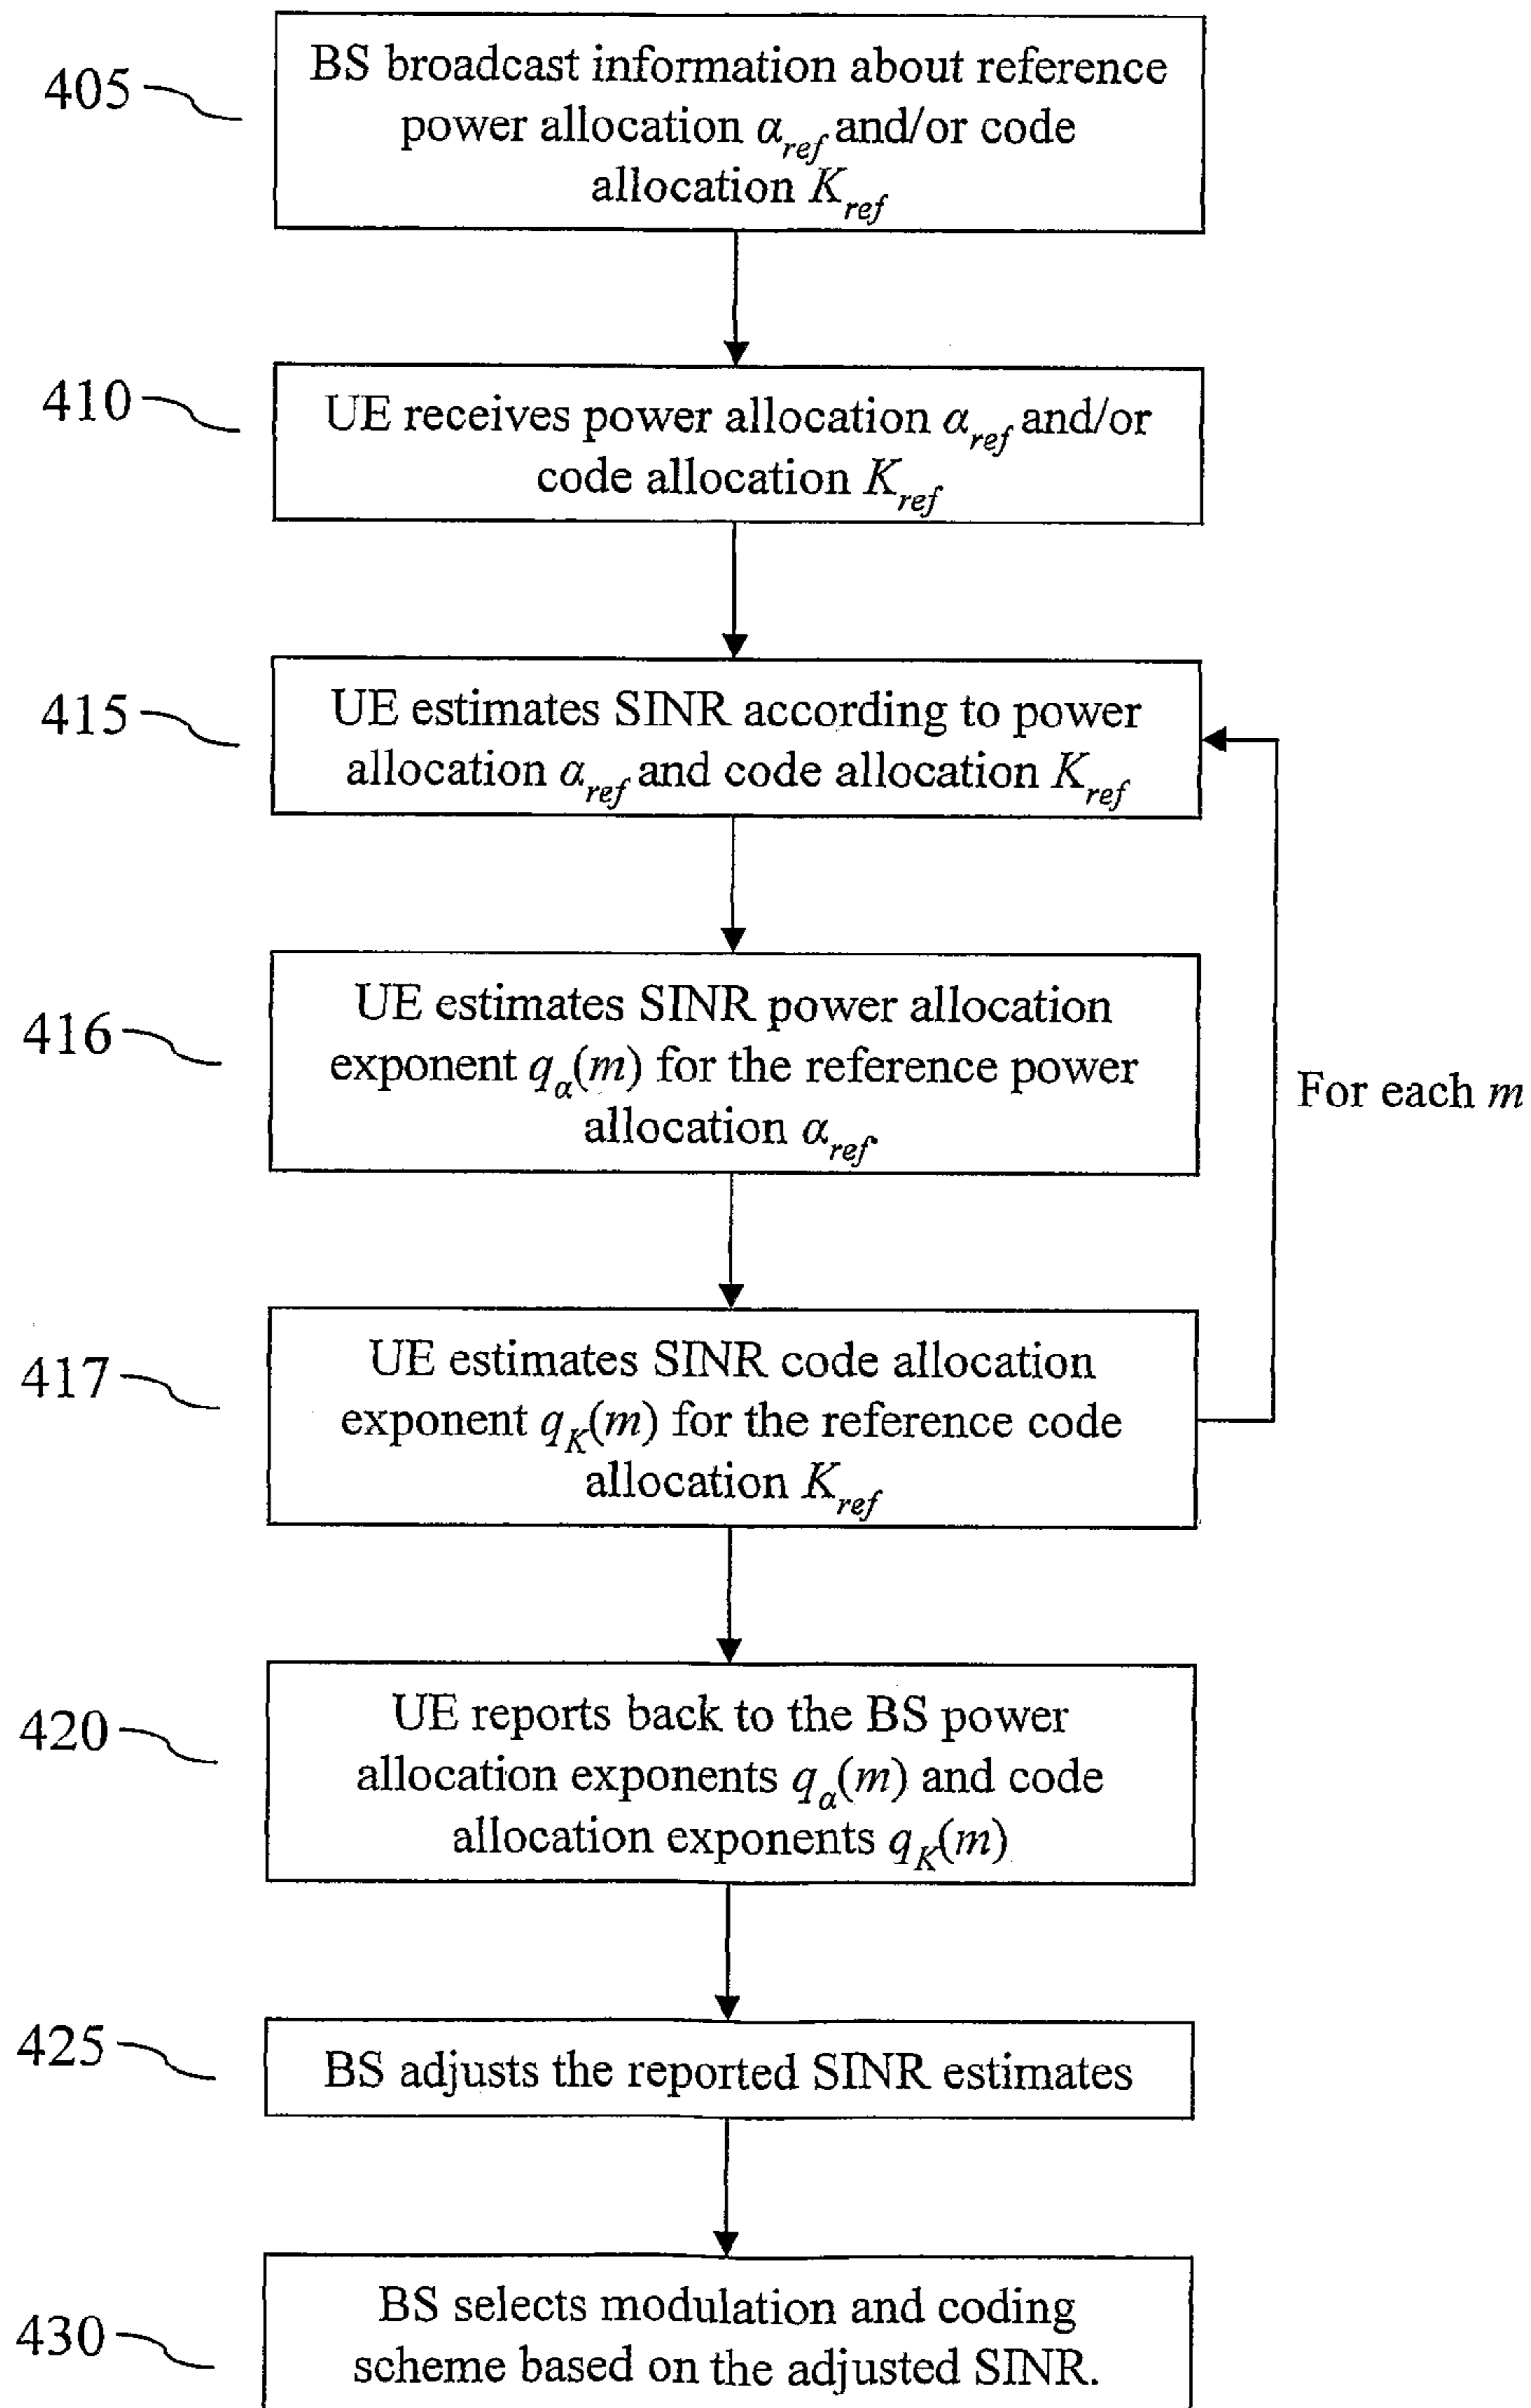 405
BS broadcast information about reference
power allocation α_ref and/or code
allocation K_ref
410
UE receives power allocation α_ref and/or
code allocation K_ref
415
UE estimates SINR according to power
allocation α_ref and code allocation K_ref
416
UE estimates SINR power allocation
exponent q_α(m) for the reference power
allocation α_ref
For each m
417
UE estimates SINR code allocation
exponent q_K(m) for the reference code
allocation K_ref
420
UE reports back to the BS power
allocation exponents q_α(m) and code
allocation exponents q_K(m)
425
BS adjusts the reported SINR estimates
430
BS selects modulation and coding
scheme based on the adjusted SINR.